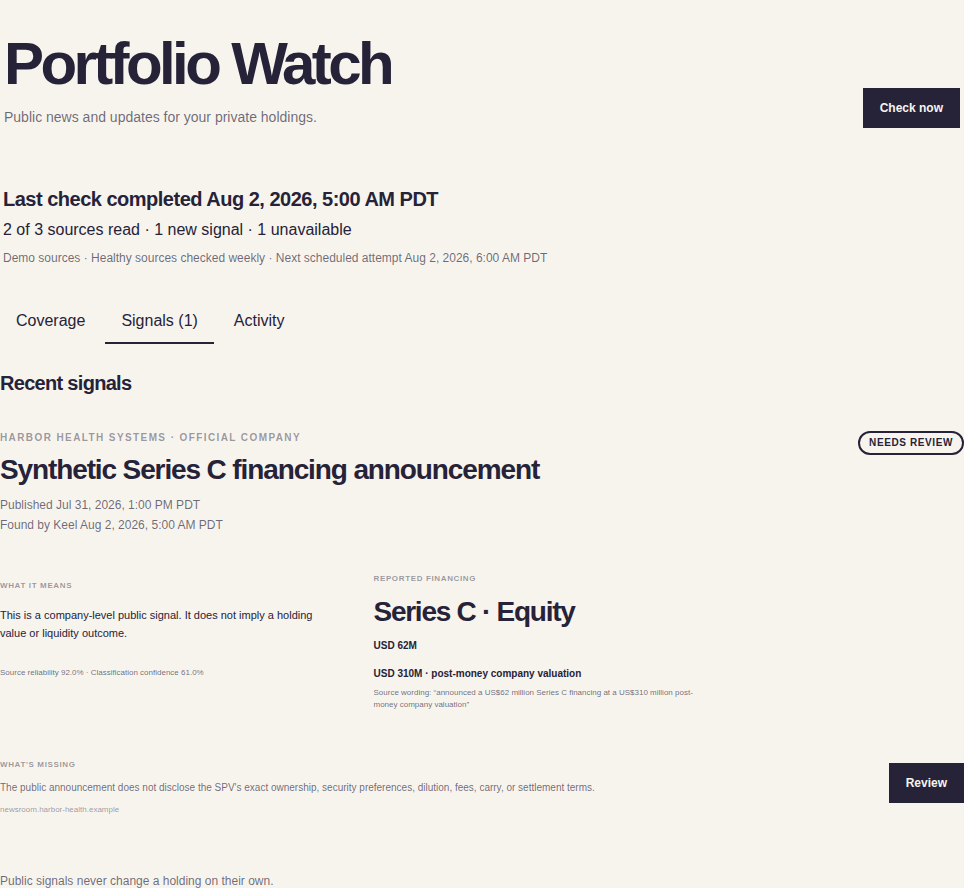 Portfolio Watch
Public news and updates for your private holdings.
Check now
Last check completed Aug 2, 2026, 5:00 AM PDT
2 of 3 sources read · 1 new signal · 1 unavailable
Demo sources · Healthy sources checked weekly · Next scheduled attempt Aug 2, 2026, 6:00 AM PDT
Coverage Signals (1) Activity
Recent signals
HARBOR HEALTH SYSTEMS · OFFICIAL COMPANY
NEEDS REVIEW
Synthetic Series C financing announcement
Published Jul 31, 2026, 1:00 PM PDT
Found by Keel Aug 2, 2026, 5:00 AM PDT
WHAT IT MEANS
This is a company-level public signal. It does not imply a holding
value or liquidity outcome.
Source reliability 92.0% · Classification confidence 61.0%
REPORTED FINANCING
Series C · Equity
USD 62M
USD 310M · post-money company valuation
Source wording: “announced a US$62 million Series C financing at a US$310 million post-
money company valuation”
WHAT'S MISSING
The public announcement does not disclose the SPV's exact ownership, security preferences, dilution, fees, carry, or settlement terms.
newsroom.harbor-health.example
Review
Public signals never change a holding on their own.